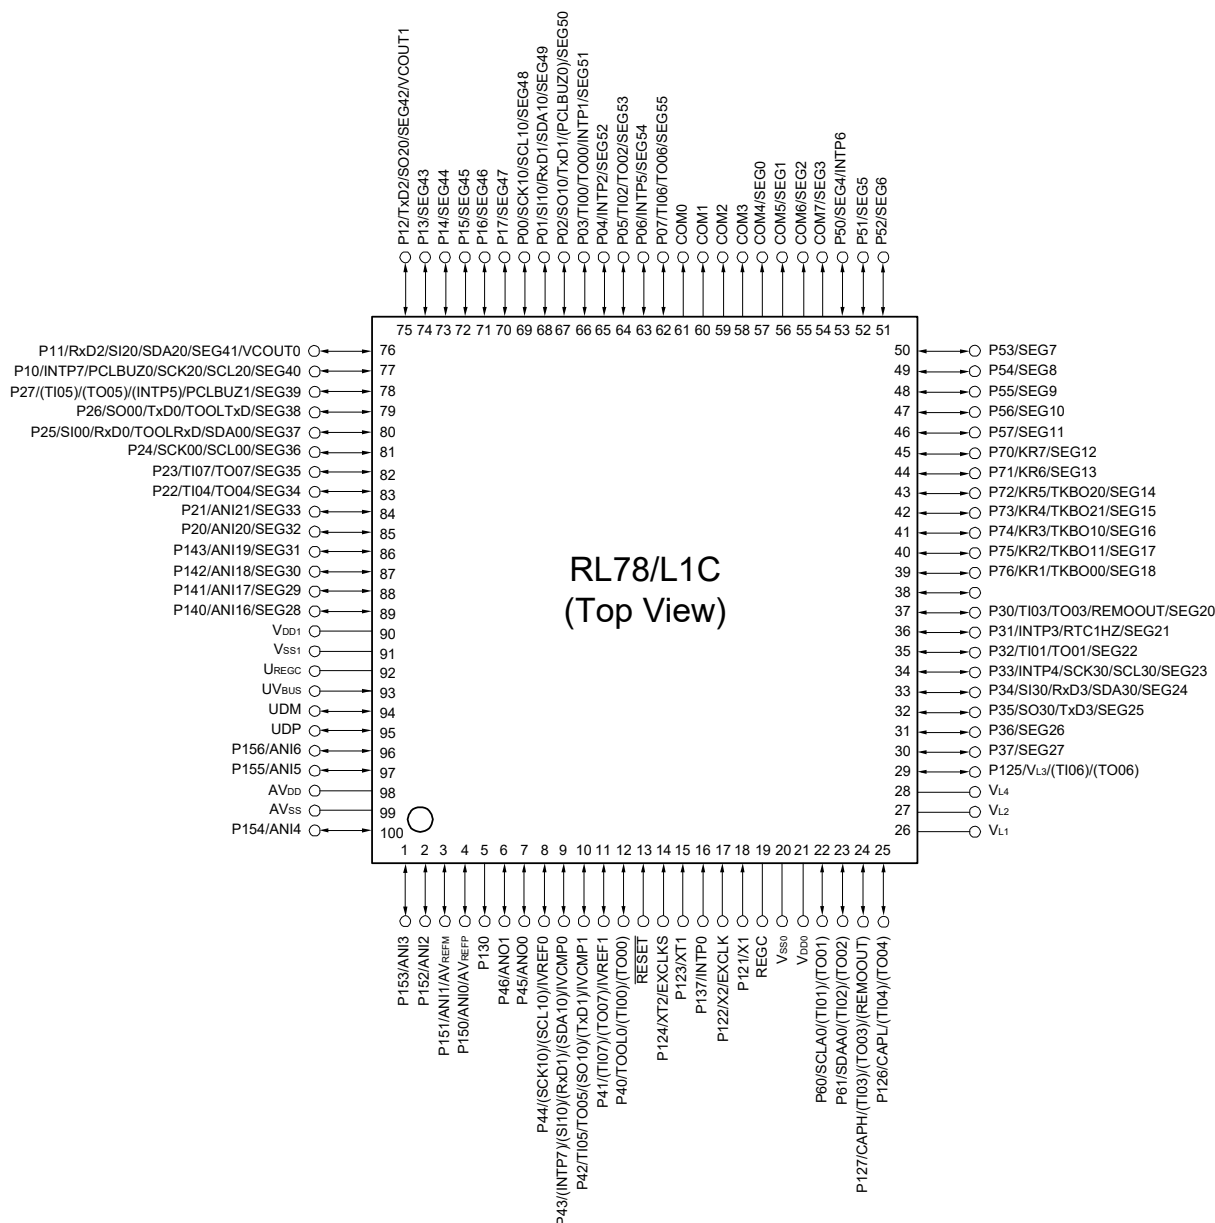 P12/TxD2/SO20/SEG42/VCOUT1
P13/SEG43
P14/SEG44
P15/SEG45
P16/SEG46
P17/SEG47
P00/SCK10/SCL10/SEG48
P01/SI10/RxD1/SDA10/SEG49
P02/SO10/TxD1/(PCLBUZ0)/SEG50
P03/TI00/TO00/INTP1/SEG51
P04/INTP2/SEG52
P05/TI02/TO02/SEG53
P06/INTP5/SEG54
P07/TI06/TO06/SEG55
COM0
COM1
COM2
COM3
COM4/SEG0
COM5/SEG1
COM6/SEG2
COM7/SEG3
P50/SEG4/INTP6
P51/SEG5
P52/SEG6
75 74 73 72 71 70 69 68 67 66 65 64 63 62 61 60 59 58 57 56 55 54 53 52 51
P11/RxD2/SI20/SDA20/SEG41/VCOUT0 76
P10/INTP7/PCLBUZ0/SCK20/SCL20/SEG40 77
P27/(TI05)/(TO05)/(INTP5)/PCLBUZ1/SEG39 78
P26/SO00/TxD0/TOOLTxD/SEG38 79
P25/SI00/RxD0/TOOLRxD/SDA00/SEG37 80
P24/SCK00/SCL00/SEG36 81
P23/TI07/TO07/SEG35 82
P22/TI04/TO04/SEG34 83
P21/ANI21/SEG33 84
P20/ANI20/SEG32 85
P143/ANI19/SEG31 86
P142/ANI18/SEG30 87
P141/ANI17/SEG29 88
P140/ANI16/SEG28 89
VDD1 90
VSS1 91
UREGC 92
UVBUS 93
UDM 94
UDP 95
P156/ANI6 96
P155/ANI5 97
AVDD 98
AVSS 99
P154/ANI4 100
RL78/L1C
(Top View)
50 P53/SEG7
49 P54/SEG8
48 P55/SEG9
47 P56/SEG10
46 P57/SEG11
45 P70/KR7/SEG12
44 P71/KR6/SEG13
43 P72/KR5/TKBO20/SEG14
42 P73/KR4/TKBO21/SEG15
41 P74/KR3/TKBO10/SEG16
40 P75/KR2/TKBO11/SEG17
39 P76/KR1/TKBO00/SEG18
38
37 P30/TI03/TO03/REMOOUT/SEG20
36 P31/INTP3/RTC1HZ/SEG21
35 P32/TI01/TO01/SEG22
34 P33/INTP4/SCK30/SCL30/SEG23
33 P34/SI30/RxD3/SDA30/SEG24
32 P35/SO30/TxD3/SEG25
31 P36/SEG26
30 P37/SEG27
29 P125/VL3/(TI06)/(TO06)
28 VL4
27 VL2
26 VL1
1 2 3 4 5 6 7 8 9 10 11 12 13 14 15 16 17 18 19 20 21 22 23 24 25
P153/ANI3
P152/ANI2
P151/ANI1/AVREFM
P150/ANI0/AVREFP
P130
P46/ANO1
P45/ANO0
P44/(SCK10)/(SCL10)/IVREF0
P43/(INTP7)/(SI10)/(RxD1)/(SDA10)/IVCMP0
P42/TI05/TO05/(SO10)/(TxD1)/IVCMP1
P41/(TI07)/(TO07)/IVREF1
P40/TOOL0/(TI00)/(TO00)
RESET
P124/XT2/EXCLKS
P123/XT1
P137/INTP0
P122/X2/EXCLK
P121/X1
REGC
VSS0
VDD0
P60/SCLA0/(TI01)/(TO01)
P61/SDAA0/(TI02)/(TO02)
P127/CAPH/(TI03)/(TO03)/(REMOOUT)
P126/CAPL/(TI04)/(TO04)